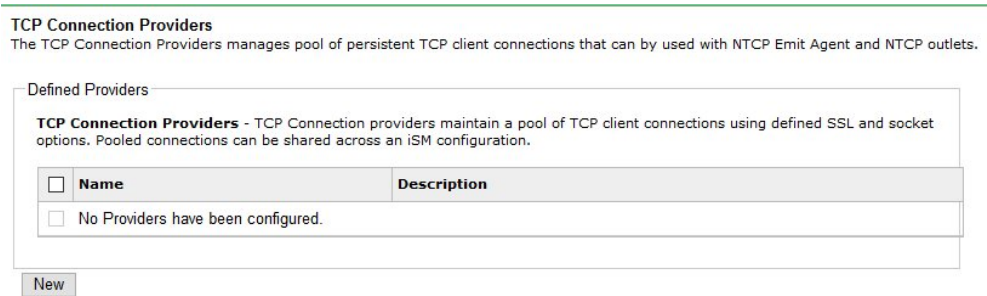 TCP Connection Providers
The TCP Connection Providers manages pool of persistent TCP client connections that can by used with NTCP Emit Agent and NTCP outlets.
Defined Providers
TCP Connection Providers - TCP Connection providers maintain a pool of TCP client connections using defined SSL and socket
options. Pooled connections can be shared across an iSM configuration.
Name Description
No Providers have been configured.
New